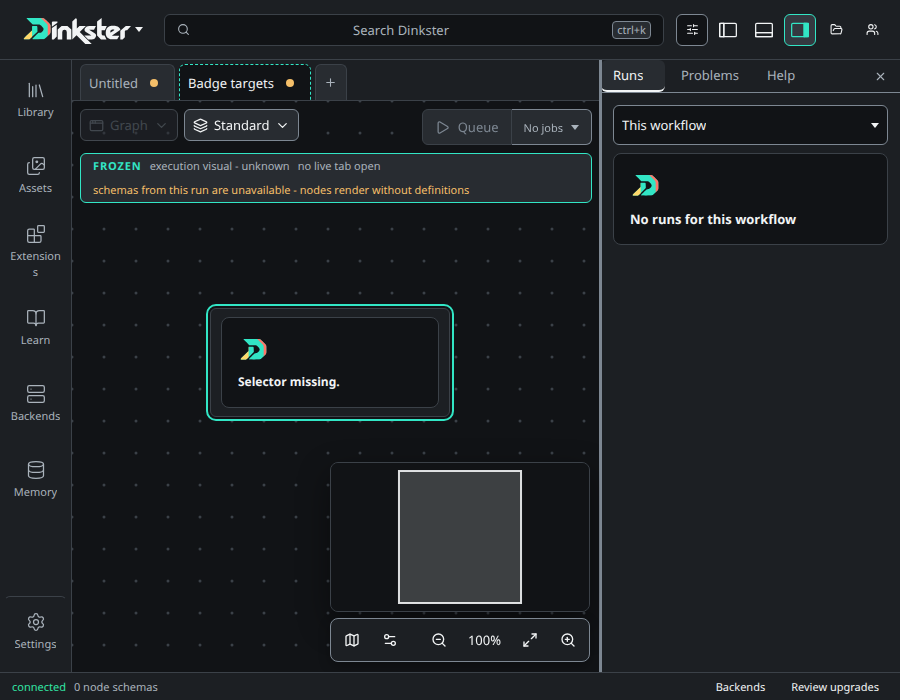 Dinkster
Search Dinkster
ctrl+k
Library
Assets
Extension
s
Learn
Backends
Memory
Settings
Untitled
Badge targets
+
Graph
Standard
Queue
No jobs
FROZEN execution visual - unknown no live tab open
schemas from this run are unavailable - nodes render without definitions
Selector missing.
100%
Runs
Problems
Help
This workflow
No runs for this workflow
connected
0 node schemas
Backends
Review upgrades